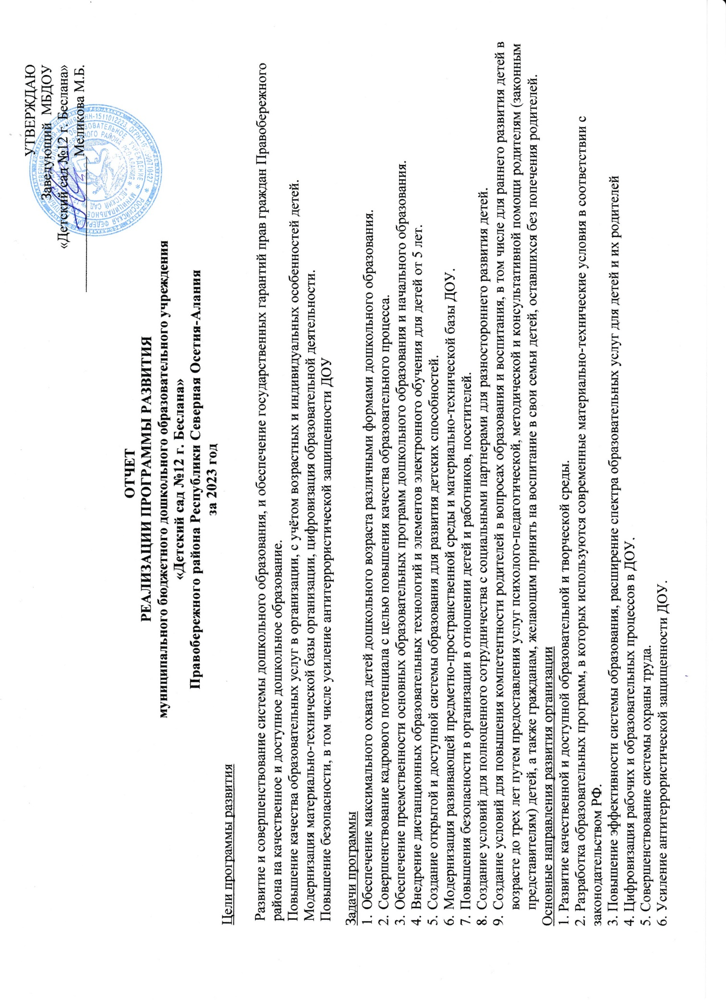 УТВЕРЖДАЮ
Заведующий МБДОУ
«Детский сад №12 г. Беслана»
Меликова М.Б.
ОТЧЕТ
РЕАЛИЗАЦИИ ПРОГРАММЫ РАЗВИТИЯ
муниципального бюджетного дошкольного образовательного учреждения
«Детский сад №12 г. Беслана»
Правобережного района Республики Северная Осетия-Алания
за 2023 год
Цели программы развития
Развитие и совершенствование системы дошкольного образования, и обеспечение государственных гарантий прав граждан Правобережного
района на качественное и доступное дошкольное образование.
Повышение качества образовательных услуг в организации, с учётом возрастных и индивидуальных особенностей детей.
Модернизация материально-технической базы организации, цифровизация образовательной деятельности.
Повышение безопасности, в том числе усиление антитеррористической защищенности ДОУ
Задачи программы
1. Обеспечение максимального охвата детей дошкольного возраста различными формами дошкольного образования.
2. Совершенствование кадрового потенциала с целью повышения качества образовательного процесса.
3. Обеспечение преемственности основных образовательных программ дошкольного образования и начального образования.
4. Внедрение дистанционных образовательных технологий и элементов электронного обучения для детей от 5 лет.
5. Создание открытой и доступной системы образования для развития детских способностей.
6. Модернизация развивающей предметно-пространственной среды и материально-технической базы ДОУ.
7. Повышения безопасности в организации в отношении детей и работников, посетителей.
8. Создание условий для полноценного сотрудничества с социальными партнерами для разностороннего развития детей.
9. Создание условий для повышения компетентности родителей в вопросах образования и воспитания, в том числе для раннего развития детей в
возрасте до трех лет путем предоставления услуг психолого-педагогической, методической и консультативной помощи родителям (законным
представителям) детей, а также гражданам, желающим принять на воспитание в свои семьи детей, оставшихся без попечения родителей.
Основные направления развития организации
1. Развитие качественной и доступной образовательной и творческой среды.
2. Разработка образовательных программ, в которых используются современные материально-технические условия в соответствии с
законодательством РФ.
3. Повышение эффективности системы образования, расширение спектра образовательных услуг для детей и их родителей
4. Цифровизация рабочих и образовательных процессов в ДОУ.
5. Совершенствование системы охраны труда.
6. Усиление антитеррористической защищенности ДОУ.